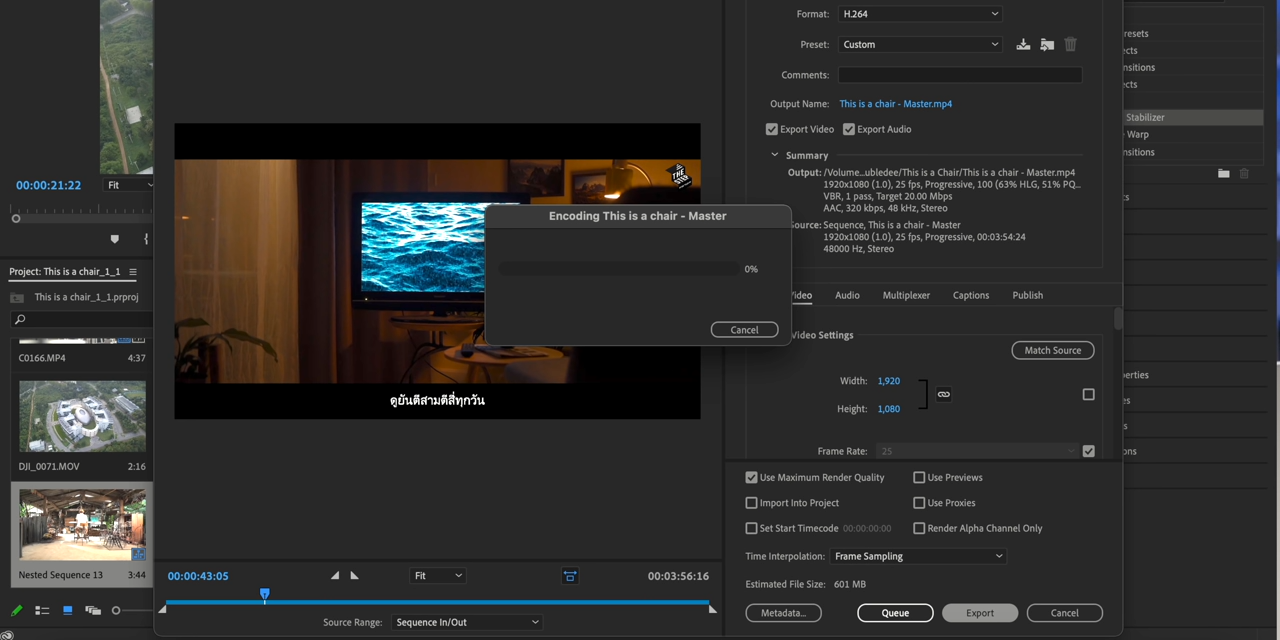 Format:
H.264
Preset:
Custom
Comments:
Output Name:
This is a chair - Master.mp4
Export Video
Export Audio
Summary
Output: /Volume...ubledee/This is a Chair/This is a chair - Master.mp4
1920x1080 (1.0), 25 fps, Progressive, 100 (63% HLG, 51% PQ...
VBR, 1 pass, Target 20.00 Mbps
AAC, 320 kbps, 48 kHz, Stereo
Source: Sequence, This is a chair - Master
1920x1080 (1.0), 25 fps, Progressive, 00:03:54:24
48000 Hz, Stereo
Video
Audio
Multiplexer
Captions
Publish
Video Settings
Match Source
Width:
1,920
Height:
1,080
Frame Rate:
25
Use Maximum Render Quality
Use Previews
Import Into Project
Use Proxies
Set Start Timecode
00:00:00:00
Render Alpha Channel Only
Time Interpolation:
Frame Sampling
Estimated File Size:
601 MB
Metadata...
Queue
Export
Cancel
Encoding This is a chair - Master
0%
Cancel
THE
ดูยันตีสามตีสี่ทุกวัน
00:00:43:05
Fit
00:03:56:16
Source Range:
Sequence In/Out
00:00:21:22
Fit
Project: This is a chair_1_1
This is a chair_1_1.prproj
C0166.MP4
4:37
DJI_0071.MOV
2:16
Nested Sequence 13
3:44
resets
cts
nsitions
ects
Stabilizer
Warp
nsitions
ts
perties
es
s
ons